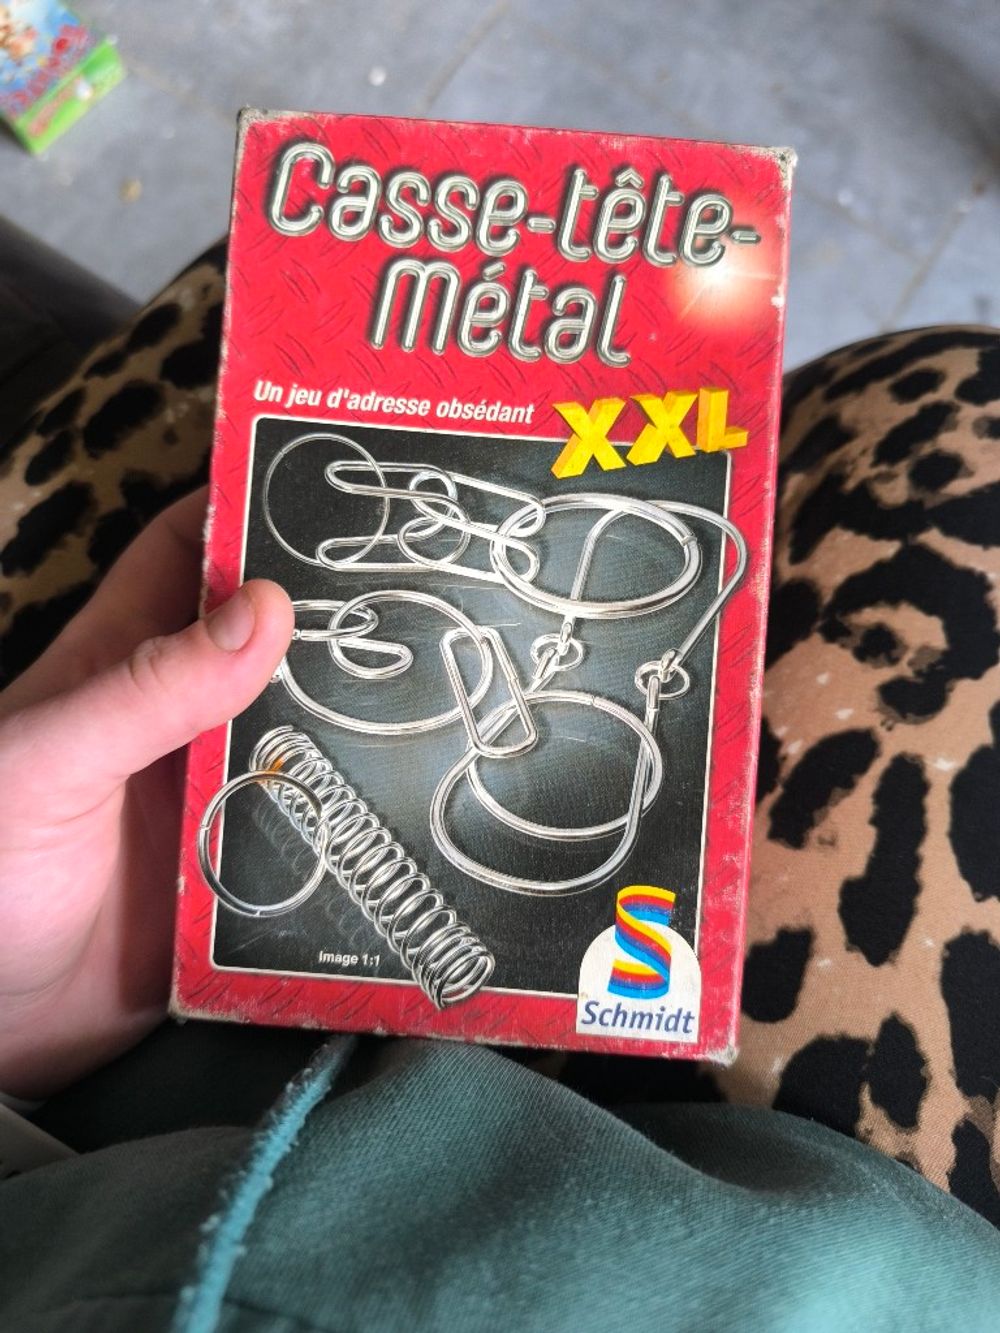 Casse-tête-
Métal
Un jeu d'adresse obsédant
XXL
Image 1:1
Schmidt